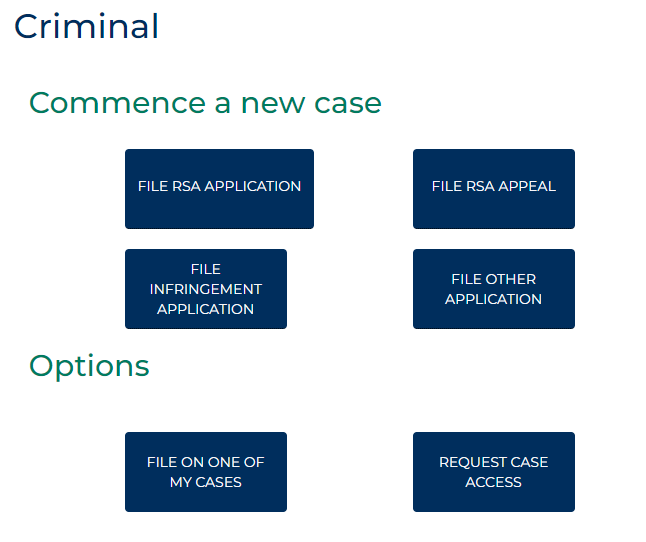 Criminal
Commence a new case
FILE RSA APPLICATION
FILE RSA APPEAL
FILE
INFRINGEMENT
APPLICATION
FILE OTHER
APPLICATION
Options
FILE ON ONE OF
MY CASES
REQUEST CASE
ACCESS